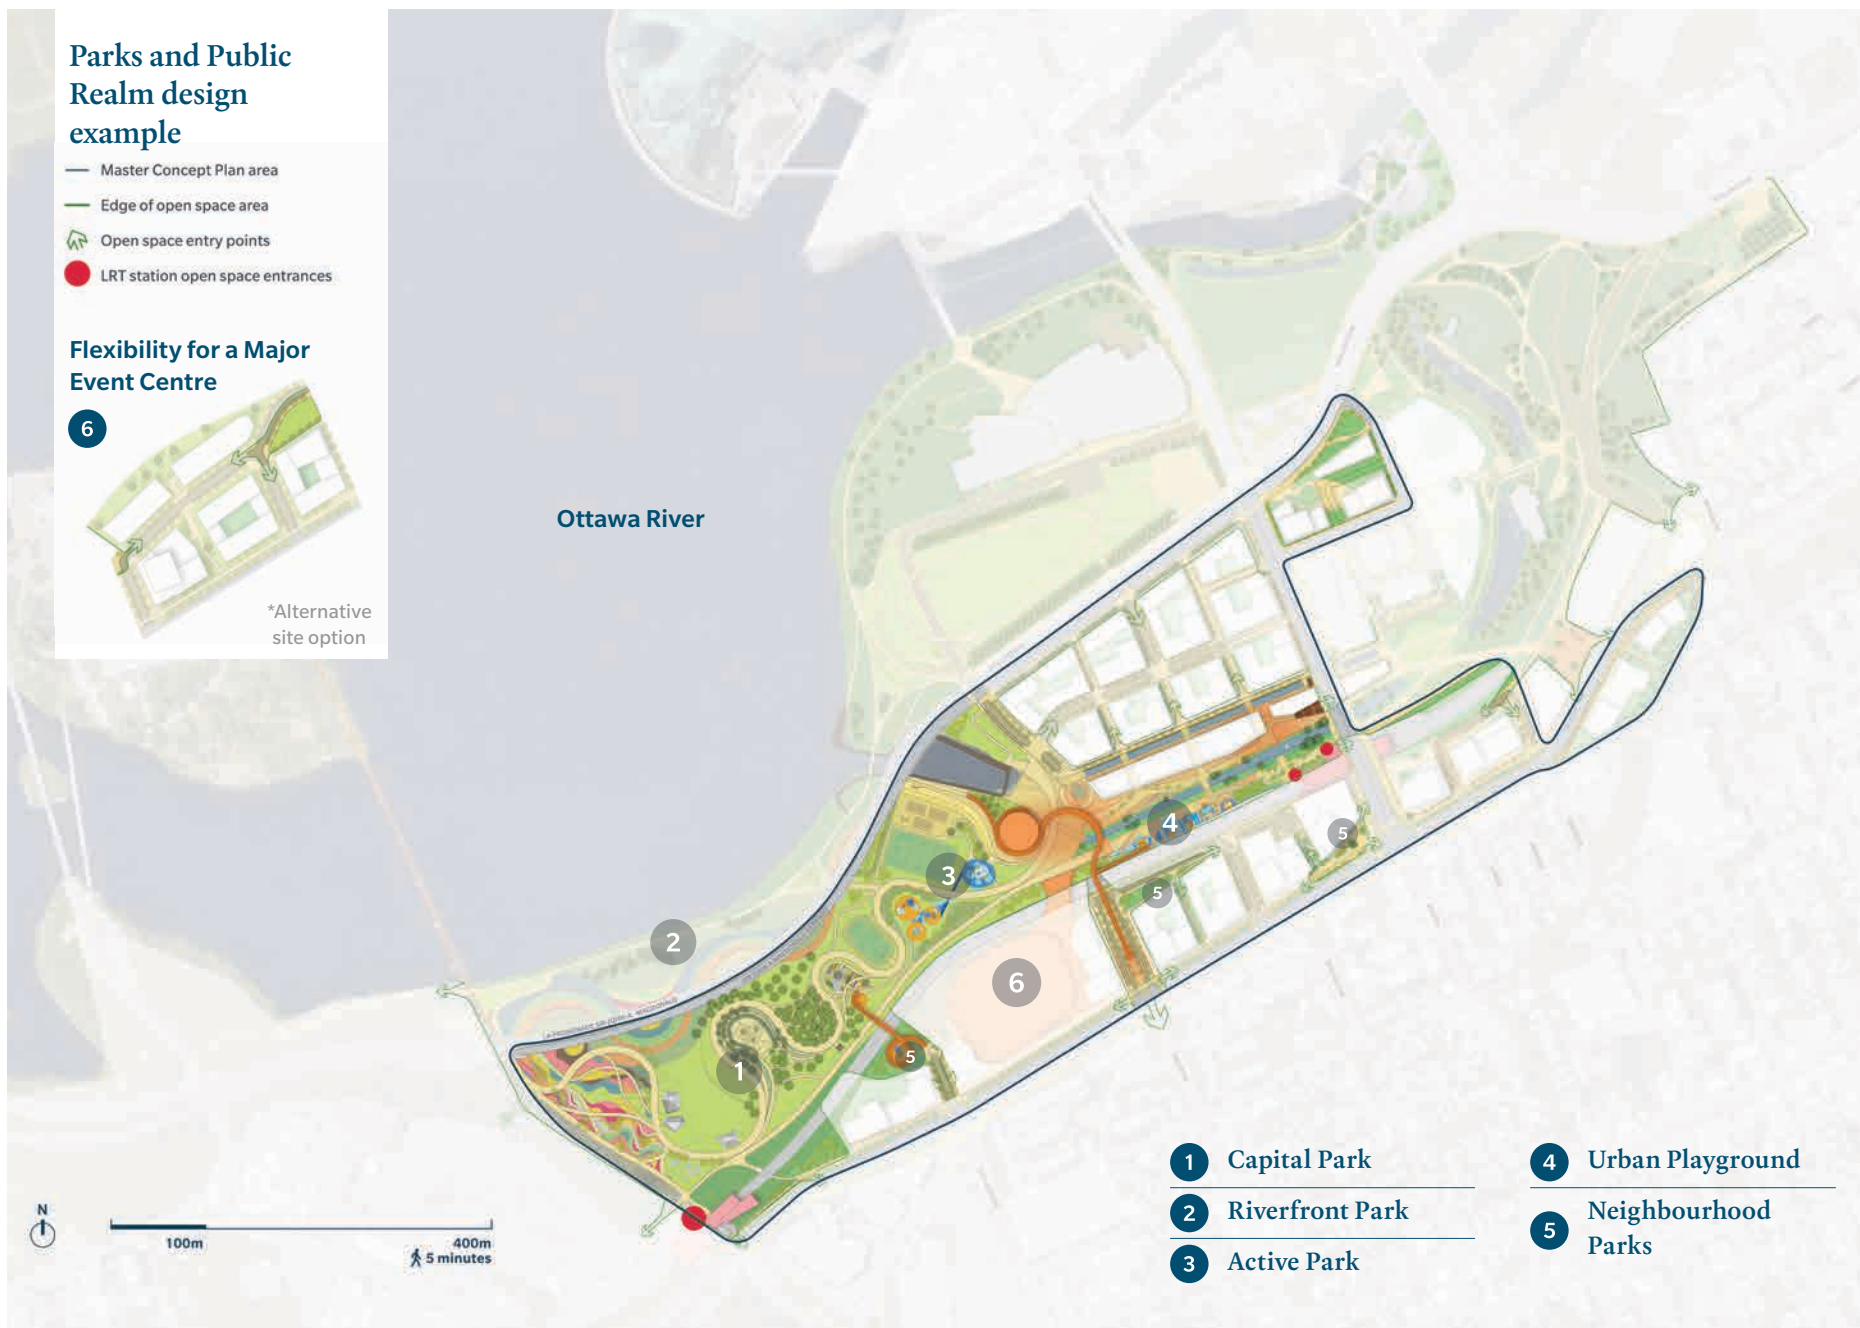 Parks and Public
Realm design
example
Master Concept Plan area
Edge of open space area
Open space entry points
LRT station open space entrances
Flexibility for a Major
Event Centre
6
*Alternative
site option
Ottawa River
4
5
3
5
2
6
5
1
N
100m
400m
5 minutes
1 Capital Park
2 Riverfront Park
3 Active Park
4 Urban Playground
5 Neighbourhood
Parks